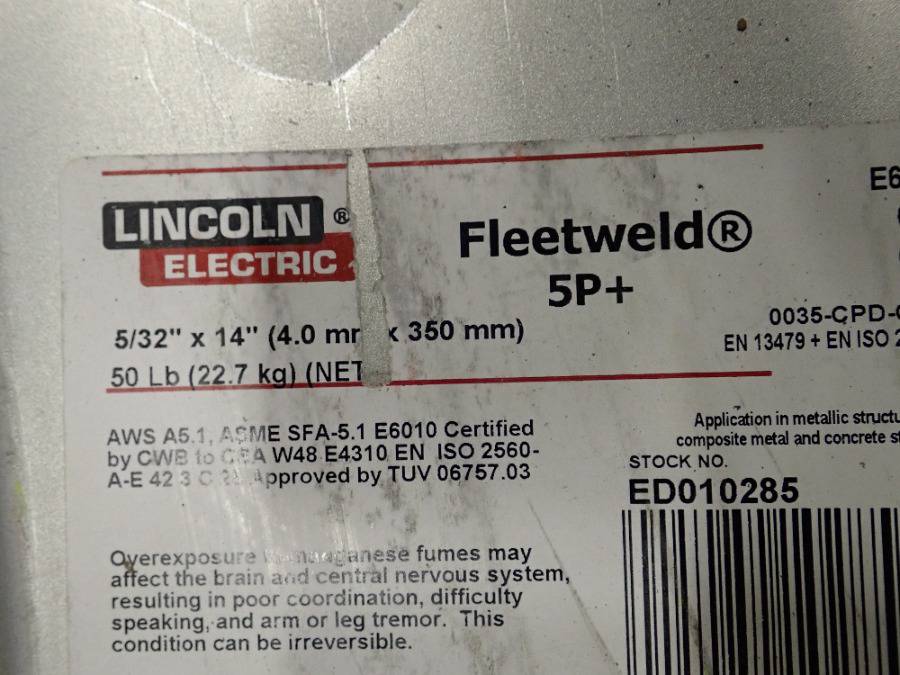 LINCOLN ®
ELECTRIC
Fleetweld®
5P+
E6
5/32" x 14" (4.0 mm x 350 mm)
50 Lb (22.7 kg) (NET
0035-CPD-
EN 13479 + EN ISO 2
AWS A5.1, ASME SFA-5.1 E6010 Certified
by CWB to CSA W48 E4310 EN ISO 2560-
A-E 42 3 C Approved by TUV 06757.03
Application in metallic structu
composite metal and concrete st
STOCK NO.
ED010285
Overexposure manganese fumes may
affect the brain and central nervous system,
resulting in poor coordination, difficulty
speaking, and arm or leg tremor. This
condition can be irreversible.